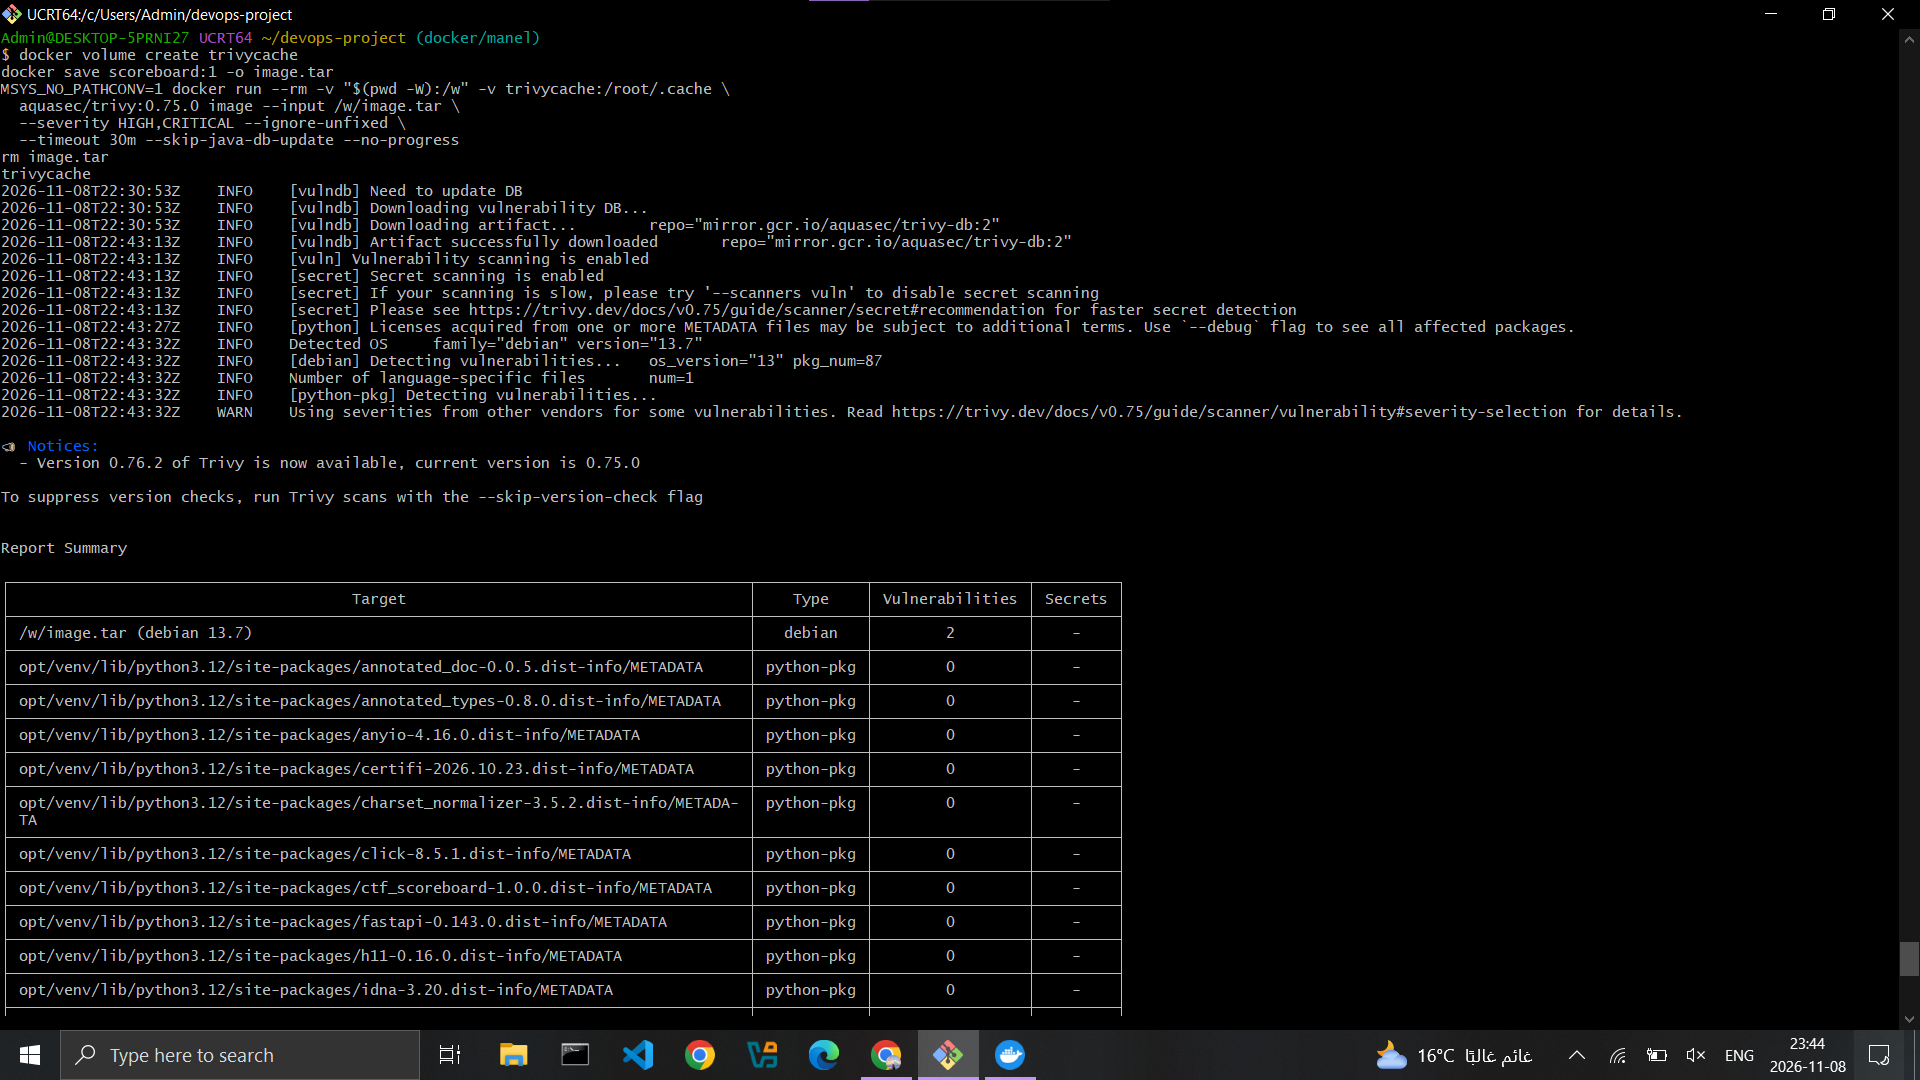 UCRT64:/c/Users/Admin/devops-project
Admin@DESKTOP-5PRNI27 UCRT64 ~/devops-project (docker/manel)
$ docker volume create trivycache
docker save scoreboard:1 -o image.tar
MSYS_NO_PATHCONV=1 docker run --rm -v "$(pwd -W):/w" -v trivycache:/root/.cache \
  aquasec/trivy:0.75.0 image --input /w/image.tar \
  --severity HIGH,CRITICAL --ignore-unfixed \
  --timeout 30m --skip-java-db-update --no-progress
rm image.tar
trivycache
2026-11-08T22:30:53Z    INFO    [vulndb] Need to update DB
2026-11-08T22:30:53Z    INFO    [vulndb] Downloading vulnerability DB...
2026-11-08T22:30:53Z    INFO    [vulndb] Downloading artifact...        repo="mirror.gcr.io/aquasec/trivy-db:2"
2026-11-08T22:43:13Z    INFO    [vulndb] Artifact successfully downloaded       repo="mirror.gcr.io/aquasec/trivy-db:2"
2026-11-08T22:43:13Z    INFO    [vuln] Vulnerability scanning is enabled
2026-11-08T22:43:13Z    INFO    [secret] Secret scanning is enabled
2026-11-08T22:43:13Z    INFO    [secret] If your scanning is slow, please try '--scanners vuln' to disable secret scanning
2026-11-08T22:43:13Z    INFO    [secret] Please see https://trivy.dev/docs/v0.75/guide/scanner/secret#recommendation for faster secret detection
2026-11-08T22:43:27Z    INFO    [python] Licenses acquired from one or more METADATA files may be subject to additional terms. Use `--debug` flag to see all affected packages.
2026-11-08T22:43:32Z    INFO    Detected OS     family="debian" version="13.7"
2026-11-08T22:43:32Z    INFO    [debian] Detecting vulnerabilities...   os_version="13" pkg_num=87
2026-11-08T22:43:32Z    INFO    Number of language-specific files       num=1
2026-11-08T22:43:32Z    INFO    [python-pkg] Detecting vulnerabilities...
2026-11-08T22:43:32Z    WARN    Using severities from other vendors for some vulnerabilities. Read https://trivy.dev/docs/v0.75/guide/scanner/vulnerability#severity-selection for details.
Notices:
  - Version 0.76.2 of Trivy is now available, current version is 0.75.0
To suppress version checks, run Trivy scans with the --skip-version-check flag
Report Summary
Target Type Vulnerabilities Secrets
/w/image.tar (debian 13.7) debian 2 -
opt/venv/lib/python3.12/site-packages/annotated_doc-0.0.5.dist-info/METADATA python-pkg 0 -
opt/venv/lib/python3.12/site-packages/annotated_types-0.8.0.dist-info/METADATA python-pkg 0 -
opt/venv/lib/python3.12/site-packages/anyio-4.16.0.dist-info/METADATA python-pkg 0 -
opt/venv/lib/python3.12/site-packages/certifi-2026.10.23.dist-info/METADATA python-pkg 0 -
opt/venv/lib/python3.12/site-packages/charset_normalizer-3.5.2.dist-info/METADA- python-pkg 0 -
TA
opt/venv/lib/python3.12/site-packages/click-8.5.1.dist-info/METADATA python-pkg 0 -
opt/venv/lib/python3.12/site-packages/ctf_scoreboard-1.0.0.dist-info/METADATA python-pkg 0 -
opt/venv/lib/python3.12/site-packages/fastapi-0.143.0.dist-info/METADATA python-pkg 0 -
opt/venv/lib/python3.12/site-packages/h11-0.16.0.dist-info/METADATA python-pkg 0 -
opt/venv/lib/python3.12/site-packages/idna-3.20.dist-info/METADATA python-pkg 0 -
Type here to search
16°C غائم غالبًا
ENG
23:44
2026-11-08